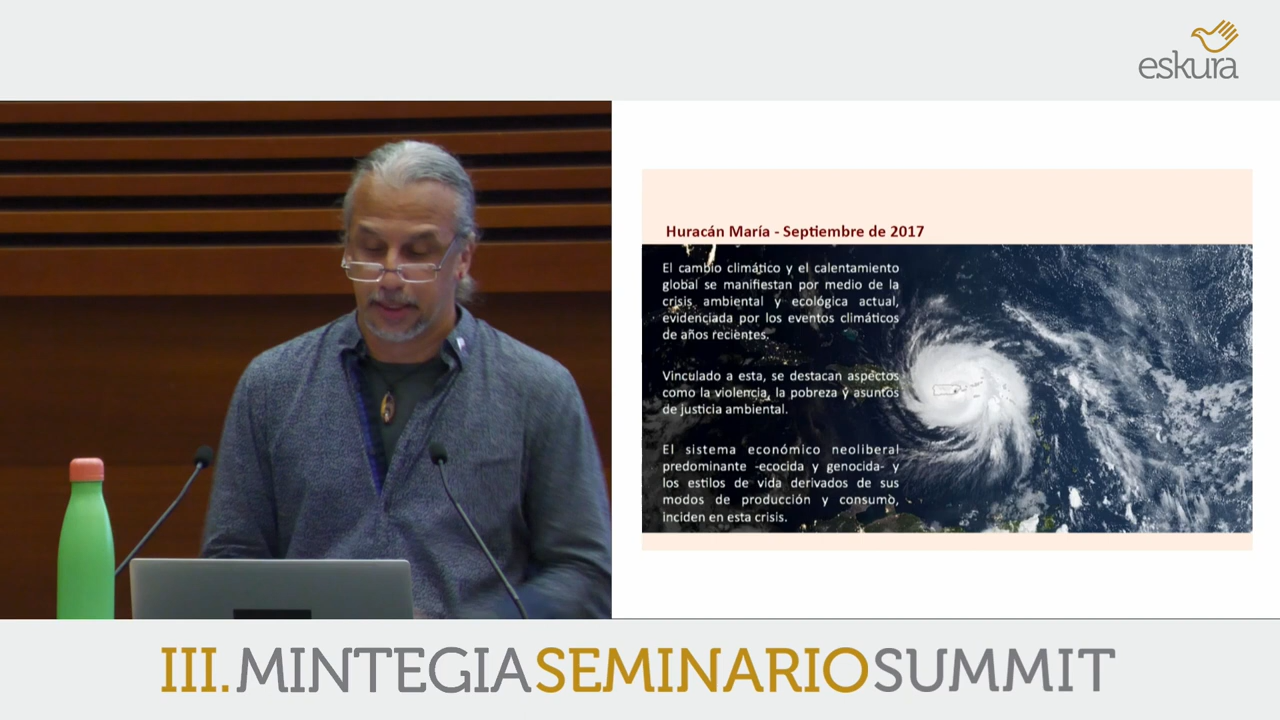 eskura
Huracán María - Septiembre de 2017
El cambio climático y el calentamiento
global se manifiestan por medio de la
crisis ambiental y ecológica actual,
evidenciada por los eventos climáticos
de años recientes.
Vinculado a esta, se destacan aspectos
como la violencia, la pobreza y asuntos
de justicia ambiental.
El sistema económico neoliberal
predominante -ecocida y genocida- y
los estilos de vida derivados de sus
modos de producción y consumo,
inciden en esta crisis.
III.MINTEGIASEMINARIOSUMMIT